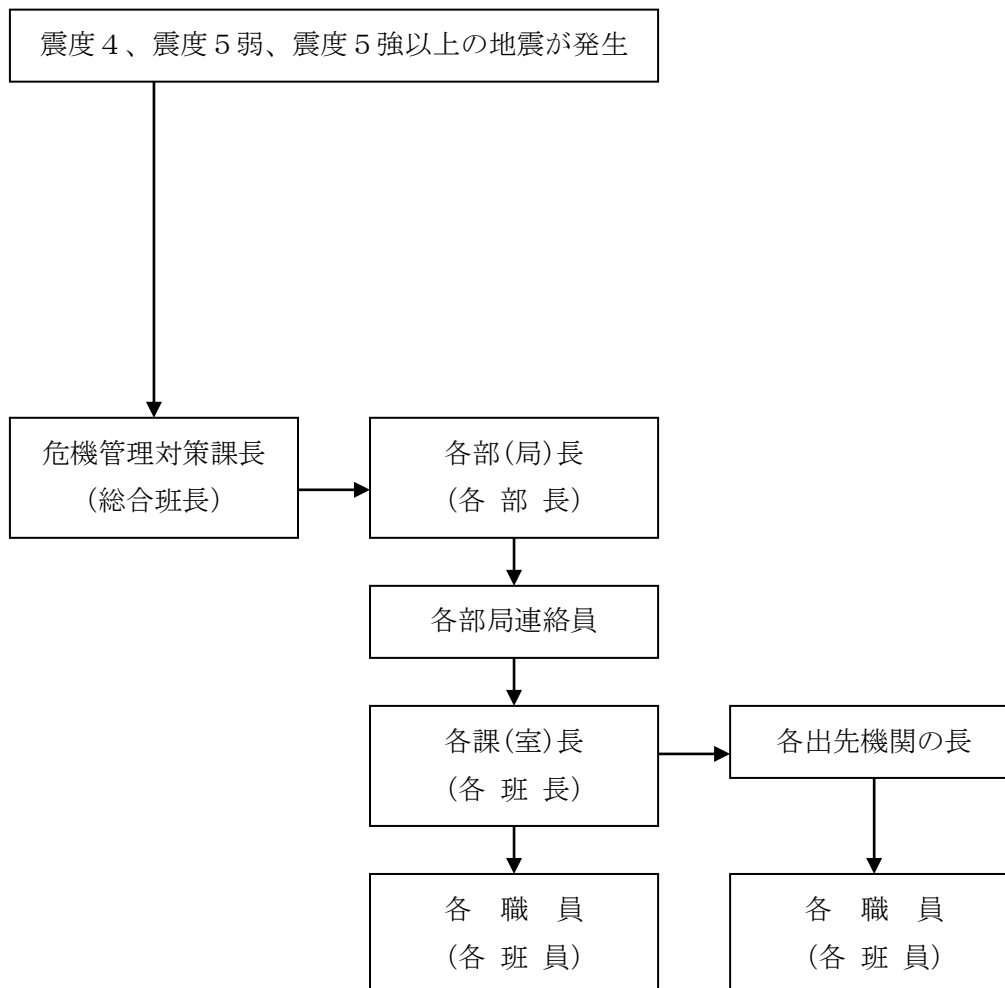 震度４、震度５弱、震度５強以上の地震が発生
危機管理対策課長
（総合班長）
各部(局)長
（各 部 長）
各部局連絡員
各課(室)長
（各 班 長）
各出先機関の長
各　職　員
（各 班 員）
各　職　員
（各 班 員）